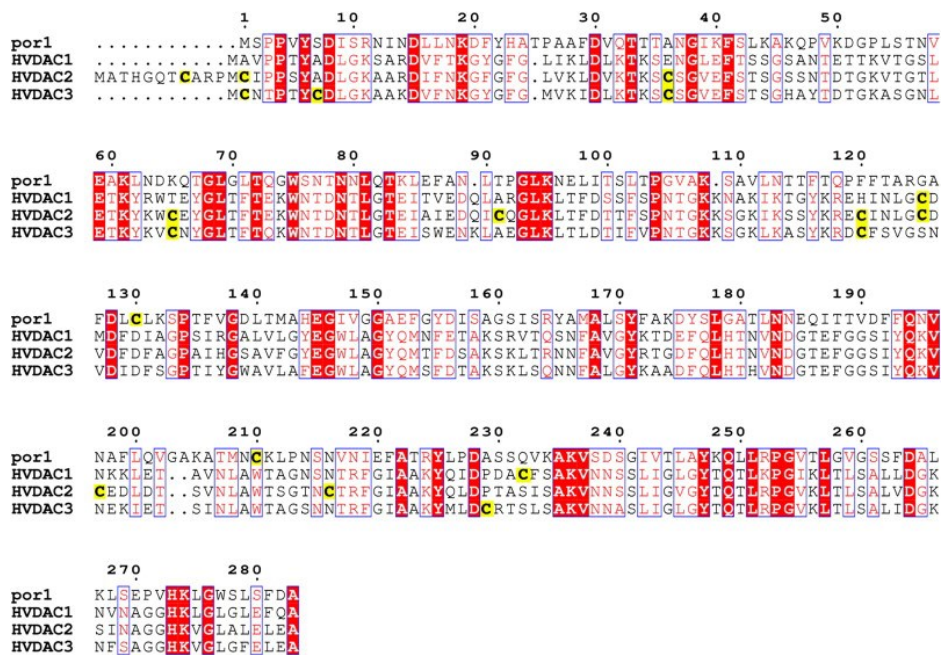 1 10 20 30 40 50
por1 ...........​.MSPPVYSDISRNINDLLNKDFYHATPAAFDVQTTTANGIKFSLKAKQPVKDGPLSTNV
HVDAC1 ...........MAVPPTYADLGKSARDVFTKGYGFG.LIKLDLKTKSENGLEFTSSGSANTETTKVTGSL
HVDAC2 MATHGQTCARPMCIPPSYADLGKAARDIFNKGFGFG.LVKLDVKTKSCSGVEFSTSGSSNTDTGKVTGTL
HVDAC3 ...........MCNTPTYCDLGKAAKDVFNKGYGFG.MVKIDLKTKSCSGVEFSTSGHAYTDTGKASGNL
60 70 80 90 100 110 120
por1 EAKLNDKQTGLGLTQGWSNTNNLQTKLEFAN.LTPGLKNELITSLTPGVAK.SAVLNTTFTQPFFTARGA
HVDAC1 ETKYRWTEYGLTFTEKWNTDNTLGTEITVEDQLARGLKLTFDSSFSPNTGKKNAKIKTGYKREHINLGCD
HVDAC2 ETKYKWCEYGLTFTEKWNTDNTLGTEIAIEDQICQGLKLTFDTTFSPNTGKKSGKIKSSYKRECINLGCD
HVDAC3 ETKYKVCNYGLTFTQKWNTDNTLGTEISWENKLAEGLKLTLDTIFVPNTGKKSGKLKASYKRDCFSVGSN
130 140 150 160 170 180 190
por1 FDLCLKSPTFVGDLTMAHEGIVGGAEFGYDISAGSISRYAMALSYFAKDYSLGATLNNEQITTVDFFQNV
HVDAC1 MDFDIAGPSIRGALVLGYEGWLAGYQMNFETAKSRVTQSNFAVGYKTDEFQLHTNVNDGTEFGGSIYQKV
HVDAC2 VDFDFAGPAIHGSAVFGYEGWLAGYQMTFDSAKSKLTRNNFAVGYRTGDFQLHTNVNDGTEFGGSIYQKV
HVDAC3 VDIDFSGPTIYGWAVLAFEGWLAGYQMSFDTAKSKLSQNNFALGYKAADFQLHTHVNDGTEFGGSIYQKV
200 210 220 230 240 250 260
por1 NAFLQVGAKATMNCKLPNSNVNIEFATRYLPDASSQVKAKVSDSGIVTLAYKQLLRPGVTLGVGSSFDAL
HVDAC1 NKKLET..AVNLAWTAGNSNTRFGIAAKYQIDPDACFSAKVNNSSLIGLGYTQTLRPGVKLTLSALLDGK
HVDAC2 CEDLDT..SVNLAWTSGTNCTRFGIAAKYQLDPTASISAKVNNSSLIGVGYTQTLRPGVKLTLSALVDGK
HVDAC3 NEKIET..SINLAWTAGSNNTRFGIAAKYMLDCRTSLSAKVNNASLIGLGYTQTLRPGVKLTLSALIDGK
270 280
por1 KLSEPVHKLGWSLSFDA
HVDAC1 NVNAGGHKLGLGLEFQA
HVDAC2 SINAGGHKVGLALELEA
HVDAC3 NFSAGGHKVGLGFELEA